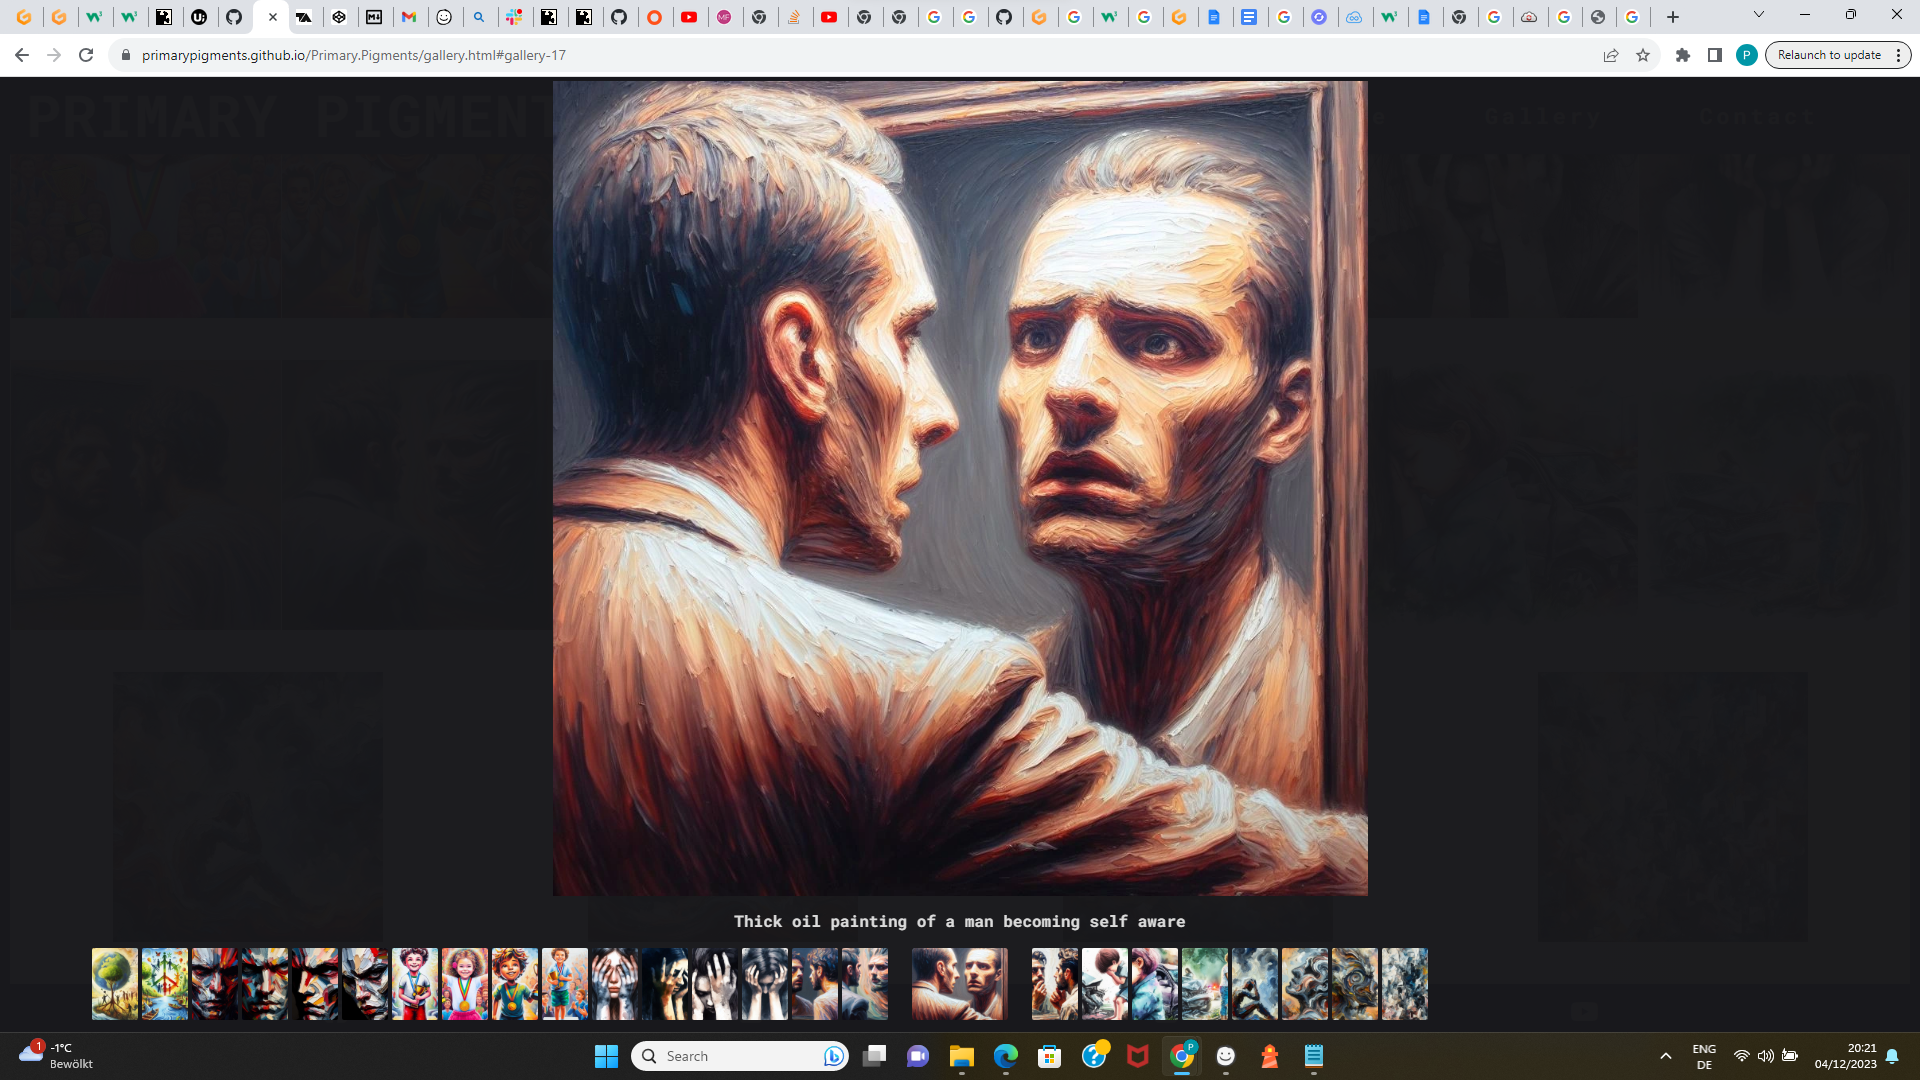 primarypigments.github.io/Primary.Pigments/gallery.html#gallery-17
P
Relaunch to update
PRIMARY PIGMENT
Gallery
Contact
Thick oil painting of a man becoming self aware
1
-1°C
Bewölkt
Search
P
ENG
DE
20:21
04/12/2023